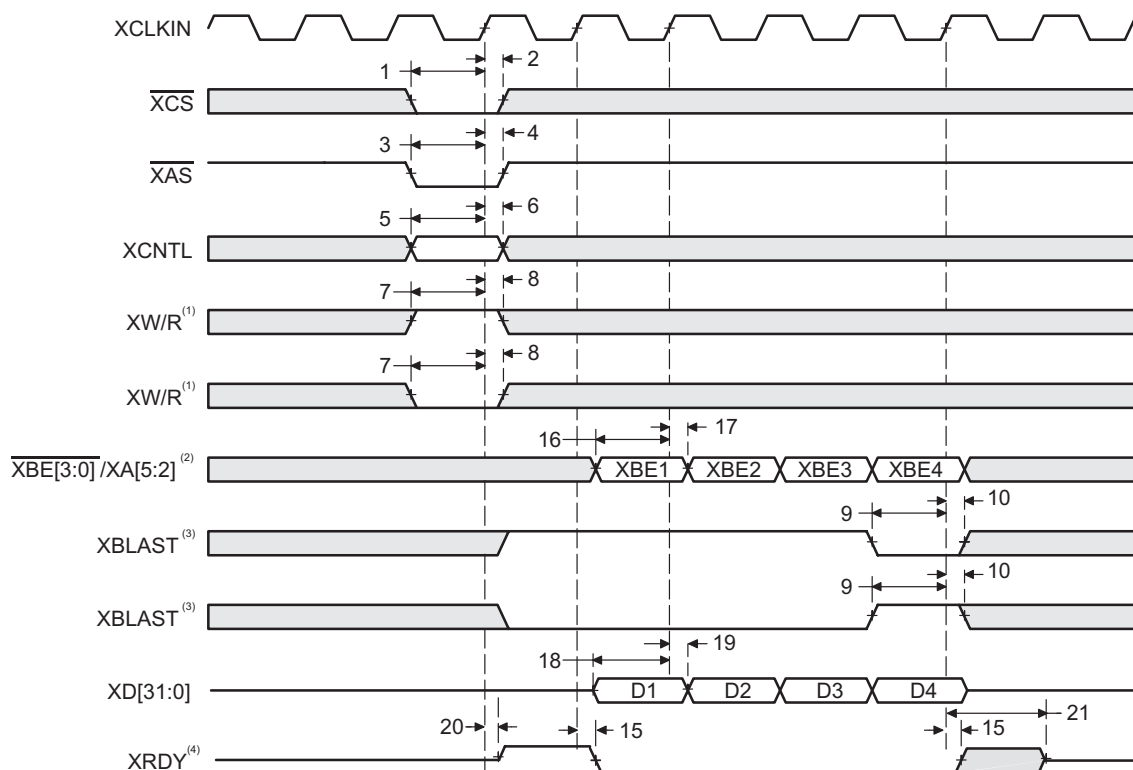 XCLKIN
1 2
XCS
3 4
XAS
5 6
XCNTL
7 8
XW/R(1)
7 8
XW/R(1)
16 17
XBE[3:0]/XA[5:2](2) XBE1 XBE2 XBE3 XBE4
9 10
XBLAST(3)
9 10
XBLAST(3)
18 19
XD[31:0] D1 D2 D3 D4
20 15 15 21
XRDY(4)